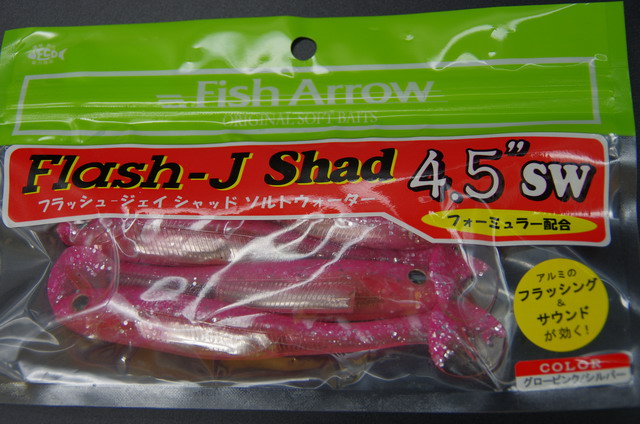 Fish Arrow
ORIGINAL SOFT BAITS
Flash-J Shad 4.5” SW
フラッシュージェイ シャッド ソルトウォーター
フォーミュラー配合
アルミの
フラッシング
&
サウンド
が効く!
COLOR
グローピンク/シルバー